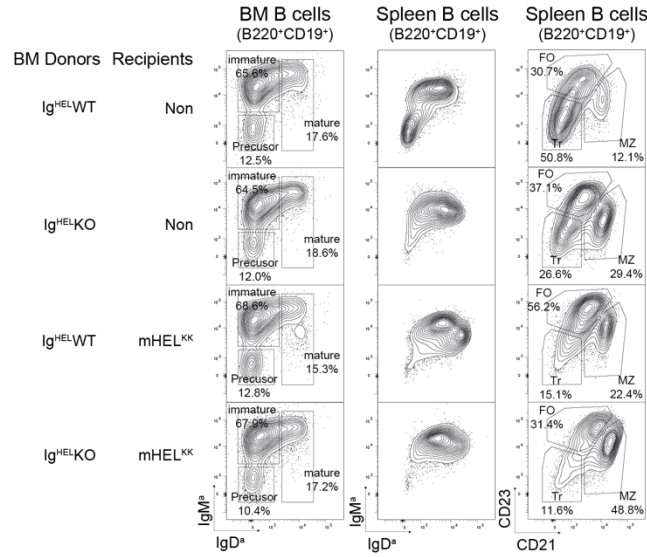 BM B cells
(B220⁺CD19⁺)
Spleen B cells
(B220⁺CD19⁺)
Spleen B cells
(B220⁺CD19⁺)
BM Donors
Recipients
Ig^HEL WT
Non
immature
65.6%
mature
17.6%
Precusor
12.5%
FO
30.7%
Tr
50.8%
MZ
12.1%
Ig^HEL KO
Non
immature
64.5%
mature
18.6%
Precusor
12.0%
FO
37.1%
Tr
26.6%
MZ
29.4%
Ig^HEL WT
mHEL^KK
immature
68.6%
mature
15.3%
Precusor
12.8%
FO
56.2%
Tr
15.1%
MZ
22.4%
Ig^HEL KO
mHEL^KK
immature
67.9%
mature
17.2%
Precusor
10.4%
FO
31.4%
Tr
11.6%
MZ
48.8%
IgMᵃ
IgDᵃ
IgMᵃ
IgDᵃ
CD23
CD21